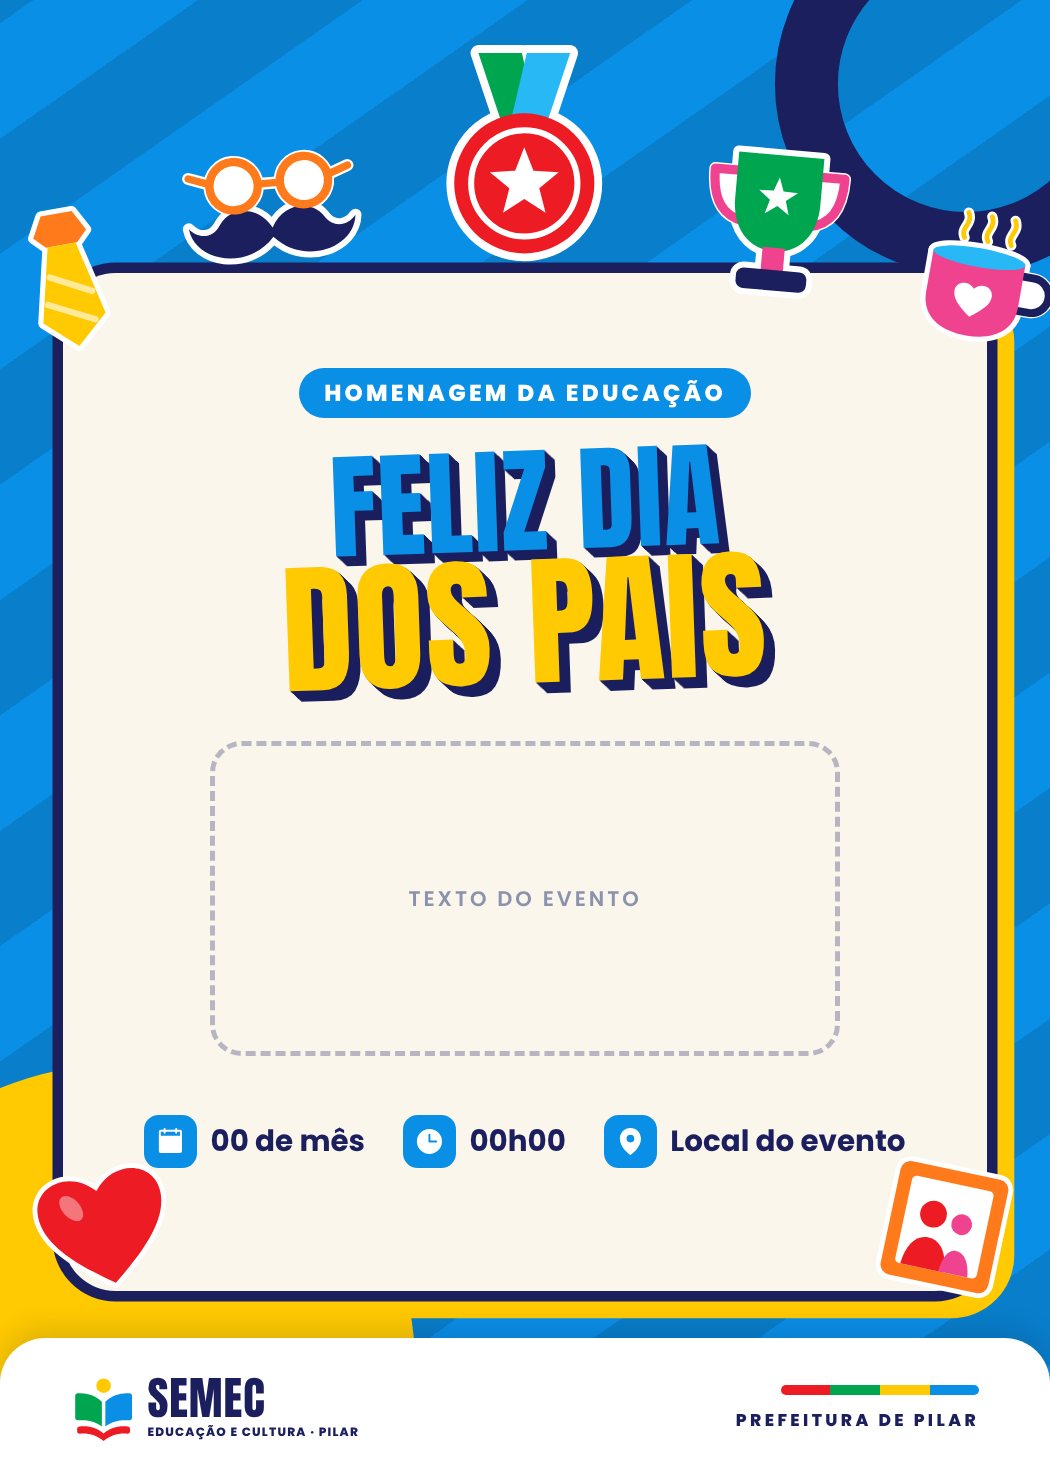 HOMENAGEM DA EDUCAÇÃO
FELIZ DIA
DOS PAIS
TEXTO DO EVENTO
00 de mês
00h00
Local do evento
SEMEC
EDUCAÇÃO E CULTURA · PILAR
PREFEITURA DE PILAR